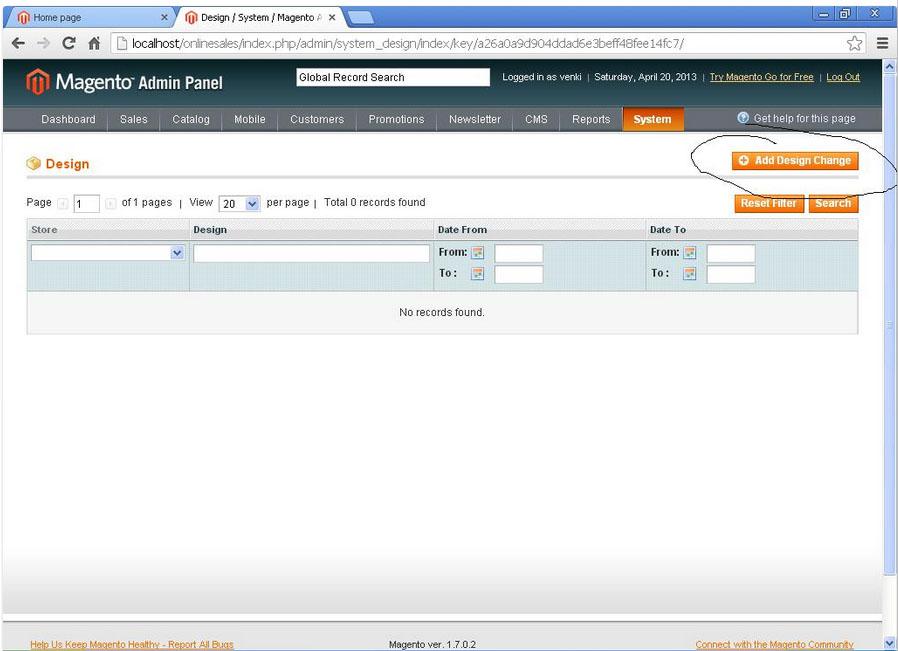 Home page
Design / System / Magento A
localhost/onlinesales/index.php/admin/system_design/index/key/a26a0a9d904ddad6e3beff48fee14fc7/
Magento Admin Panel
Global Record Search
Logged in as venki | Saturday, April 20, 2013 | Try Magento Go for Free | Log Out
Dashboard Sales Catalog Mobile Customers Promotions Newsletter CMS Reports System
Get help for this page
Design
Add Design Change
Page 1 of 1 pages | View 20 per page | Total 0 records found
Reset Filter Search
Store Design Date From Date To
From: From:
To : To :
No records found.
Help Us Keep Magento Healthy - Report All Bugs
Magento ver. 1.7.0.2
Connect with the Magento Community